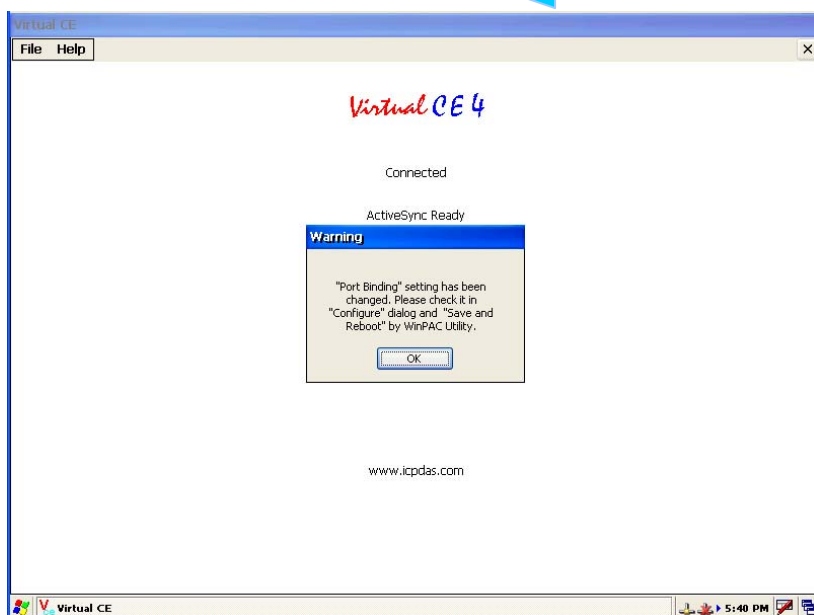 Virtual CE
File Help
Virtual CE 4
Connected
ActiveSync Ready
Warning
"Port Binding" setting has been
changed. Please check it in
"Configure" dialog and "Save and
Reboot" by WinPAC Utility.
OK
www.icpdas.com
Virtual CE 5:40 PM